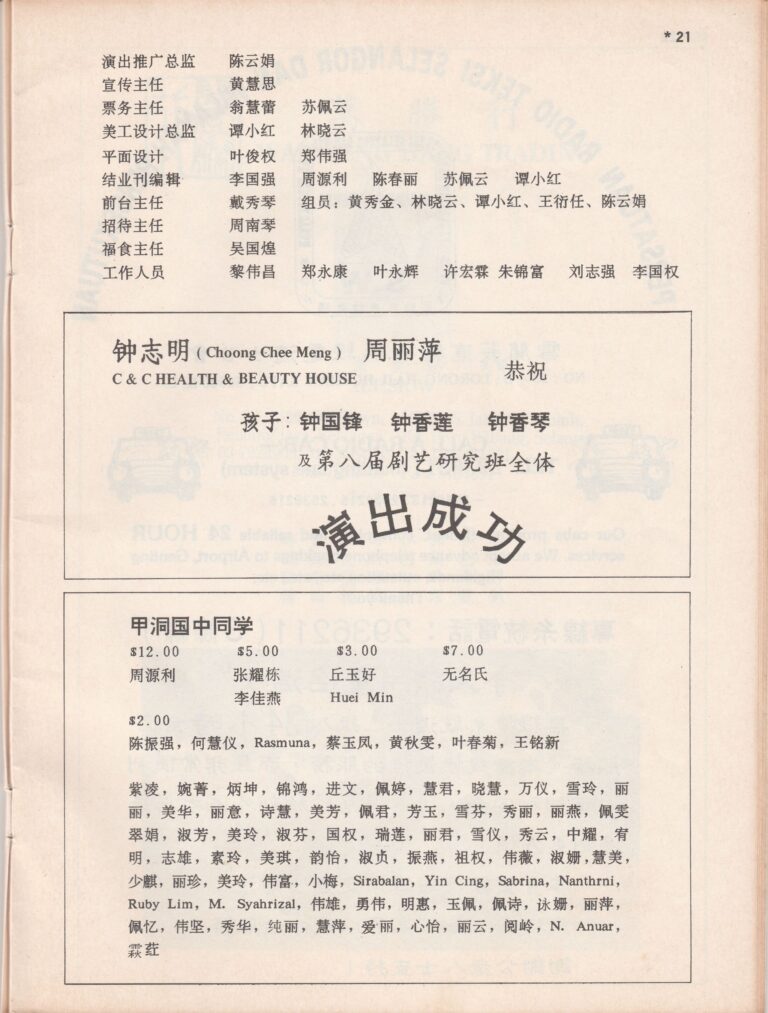 * 21
演出推广总监 陈云娟
宣传主任 黄慧思
票务主任 翁慧蕾 苏佩云
美工设计总监 谭小红 林晓云
平面设计 叶俊权 郑伟强
结业刊编辑 李国强 周源利 陈春丽 苏佩云 谭小红
前台主任 戴秀琴 组员：黄秀金、林晓云、谭小红、王衍任、陈云娟
招待主任 周南琴
福食主任 吴国煌
工作人员 黎伟昌 郑永康 叶永辉 许宏霖 朱锦富 刘志强 李国权
钟志明 (Choong Chee Meng) 周丽萍
C & C HEALTH & BEAUTY HOUSE 恭祝
孩子：钟国锋 钟香莲 钟香琴
及第八届剧艺研究班全体
演出成功
甲洞国中同学
$12.00 $5.00 $3.00 $7.00
周源利 张耀栋 丘玉好 无名氏
李佳燕 Huei Min
$2.00
陈振强，何慧仪，Rasmuna，蔡玉凤，黄秋雯，叶春菊，王铭新
紫凌，婉菁，炳坤，锦鸿，进文，佩婷，慧君，晓慧，万仪，雪玲，丽
丽，美华，丽意，诗慧，美芳，佩君，芳玉，雪芬，秀丽，丽燕，佩雯
翠娟，淑芳，美玲，淑芬，国权，瑞莲，丽君，雪仪，秀云，中耀，宥
明，志雄，素玲，美琪，韵怡，淑贞，振燕，祖权，伟薇，淑姗，慧美，
少麒，丽珍，美玲，伟富，小梅，Sirabalan，Yin Cing，Sabrina，Nanthrni，
Ruby Lim，M. Syahrizal，伟雄，勇伟，明惠，玉佩，佩诗，泳姗，丽萍，
佩忆，伟坚，秀华，纯丽，慧萍，爱丽，心怡，丽云，阅岭，N. Anuar，